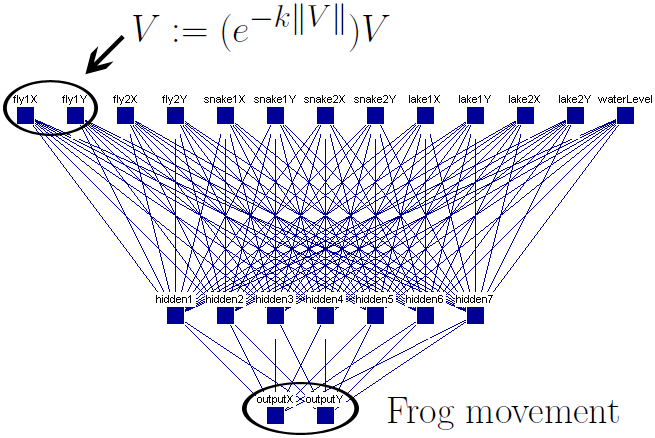 V := (e^{-k‖V‖})V
fly1X fly1Y fly2X fly2Y snake1X snake1Y snake2X snake2Y lake1X lake1Y lake2X lake2Y waterLevel
hidden1 hidden2 hidden3 hidden4 hidden5 hidden6 hidden7
outputX outputY
Frog movement